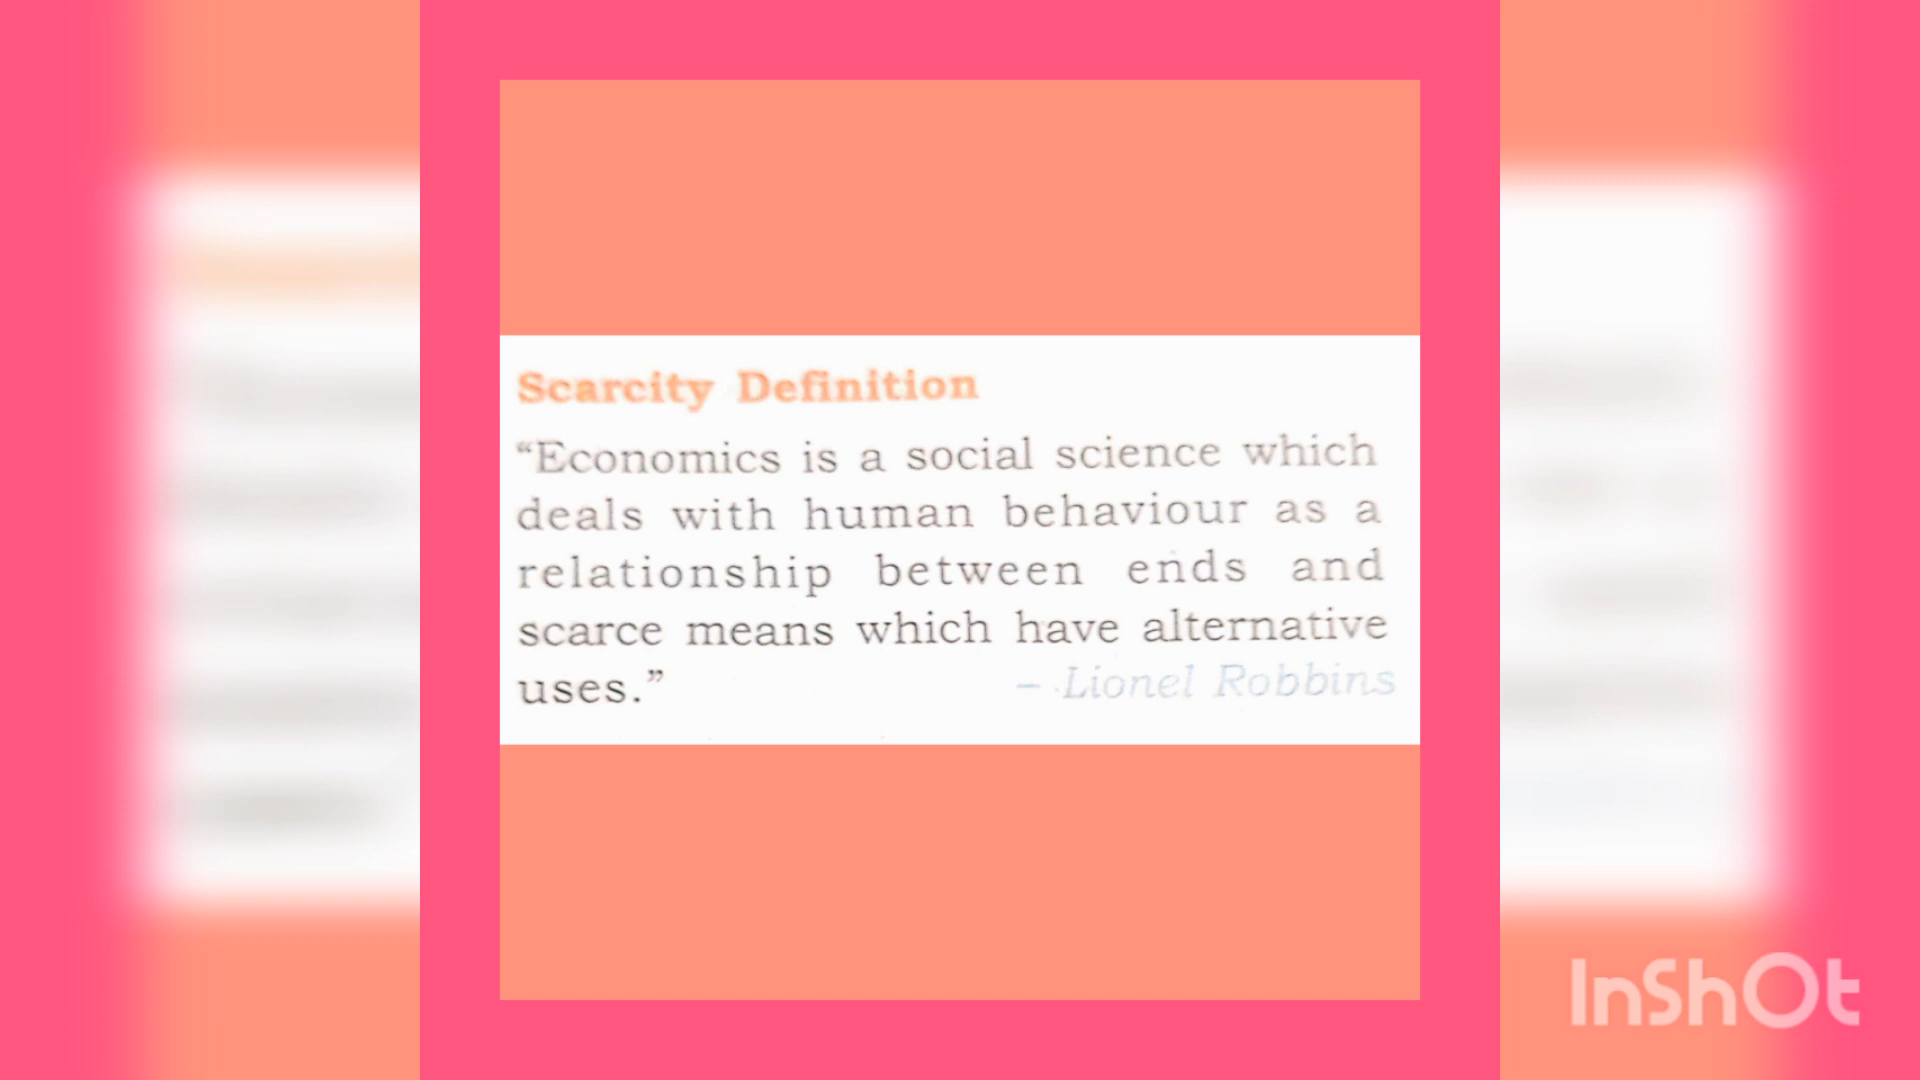 Scarcity Definition
“Economics is a social science which
deals with human behaviour as a
relationship between ends and
scarce means which have alternative
uses.” – Lionel Robbins
InShOt